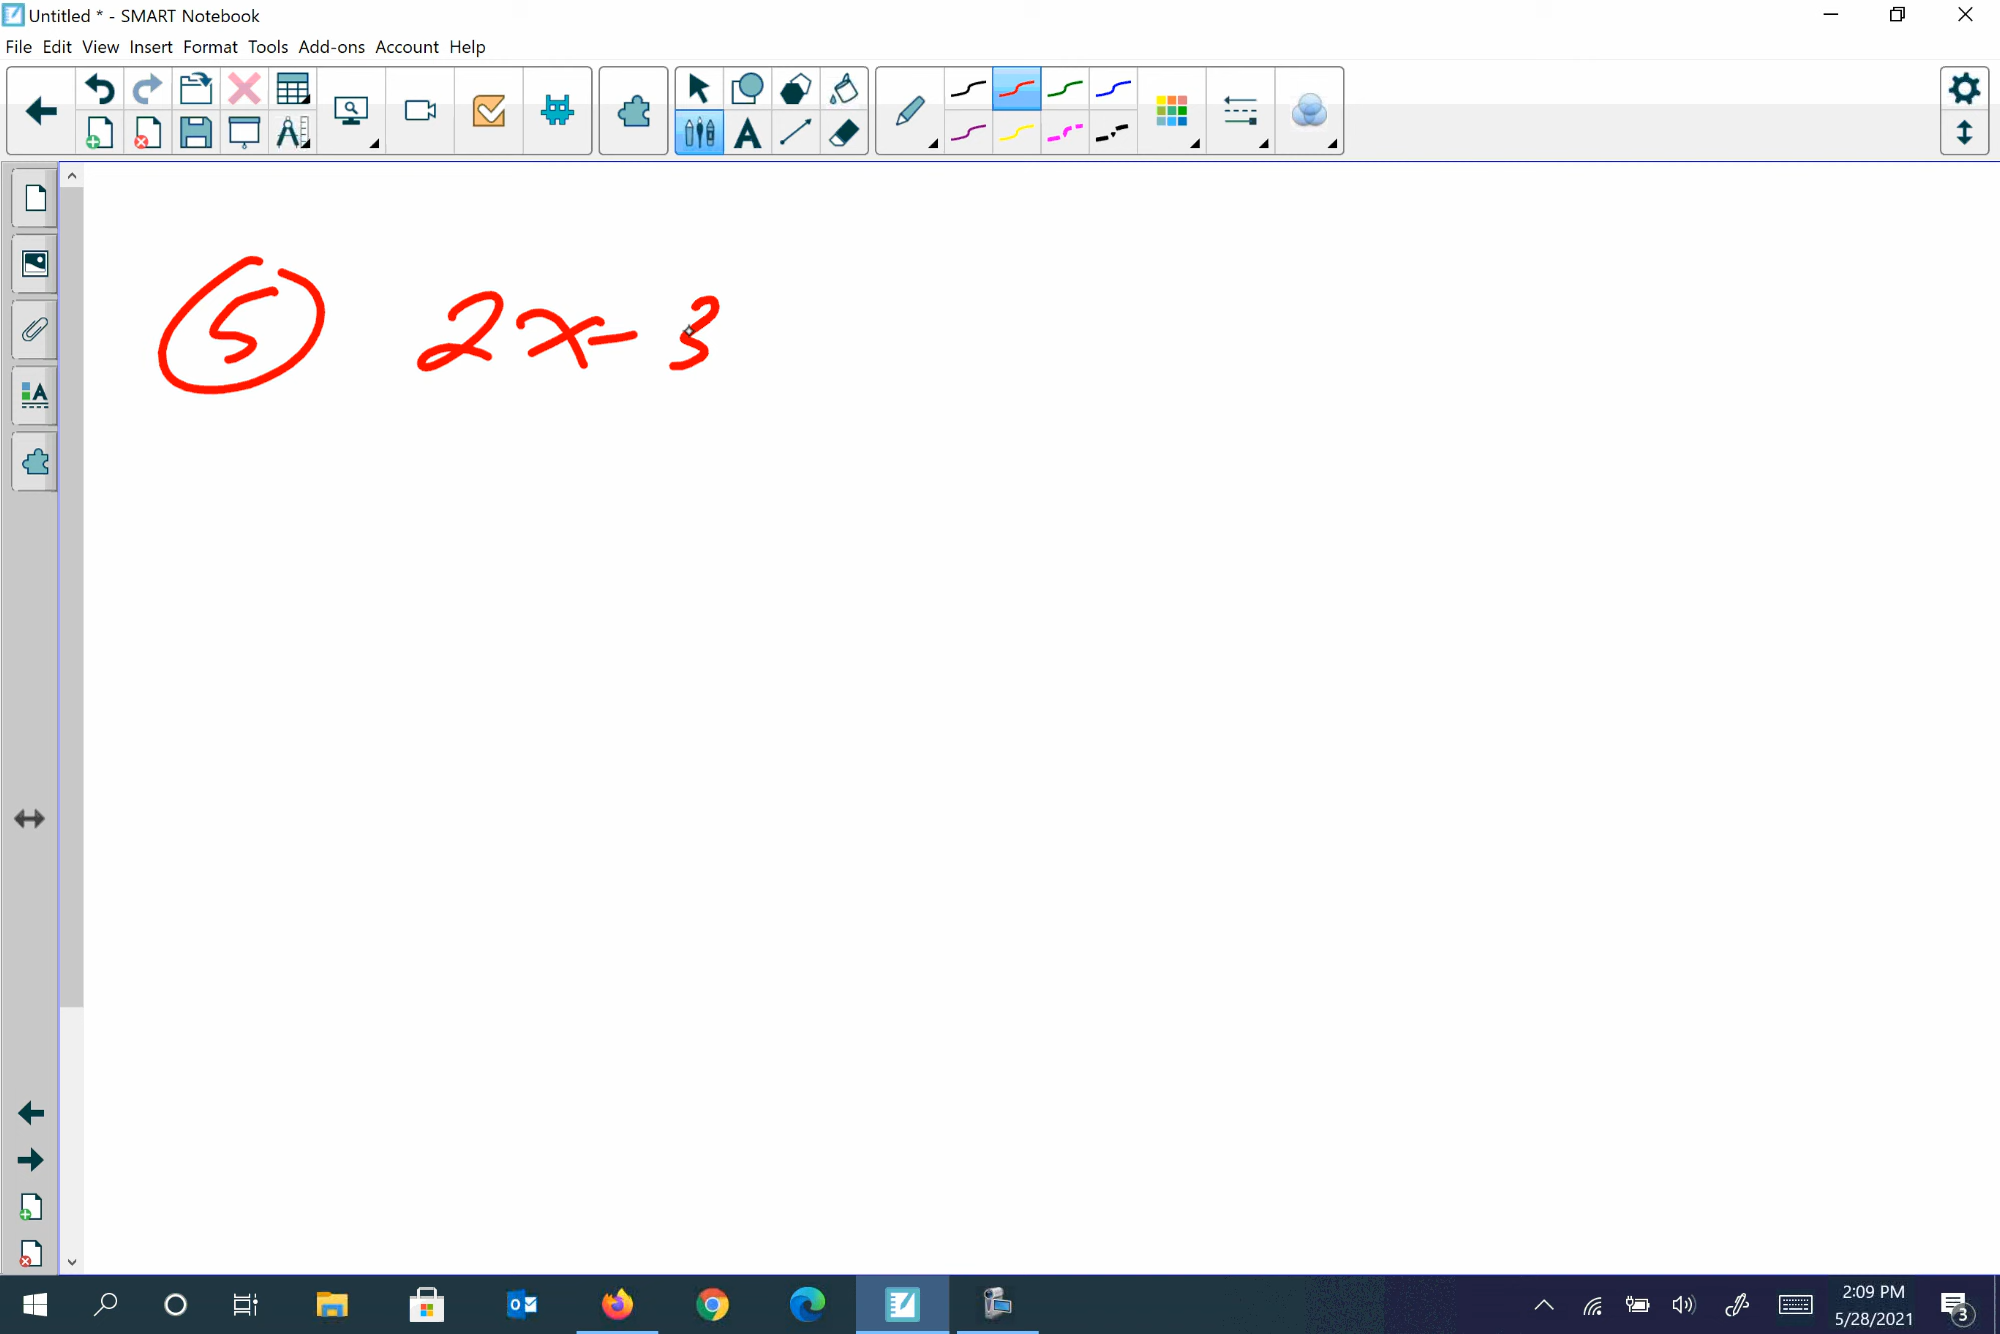 Untitled * - SMART Notebook
File Edit View Insert Format Tools Add-ons Account Help
5 2x- 3
2:09 PM
5/28/2021
3